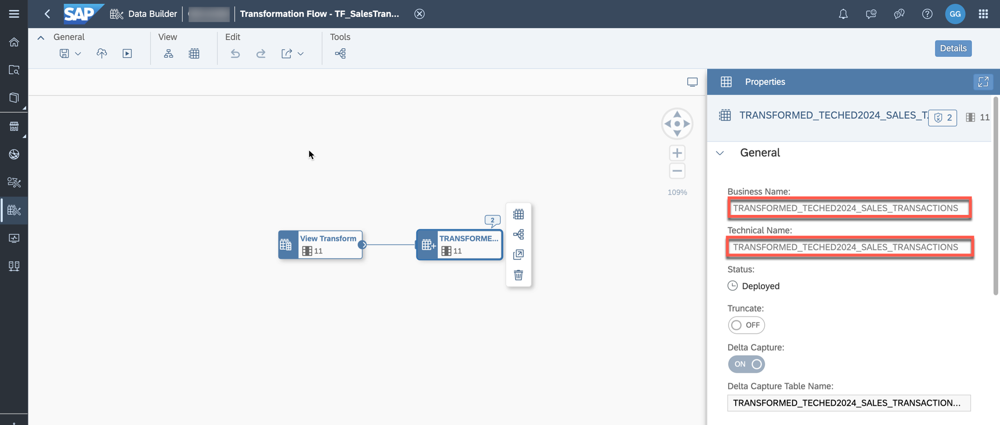 SAP
Data Builder
Transformation Flow - TF_SalesTran...
GG
General
View
Edit
Tools
Details
Properties
TRANSFORMED_TECHED2024_SALES_T...
2
11
General
109%
Business Name:
TRANSFORMED_TECHED2024_SALES_TRANSACTIONS
Technical Name:
TRANSFORMED_TECHED2024_SALES_TRANSACTIONS
Status:
Deployed
Truncate:
OFF
Delta Capture:
ON
Delta Capture Table Name:
TRANSFORMED_TECHED2024_SALES_TRANSACTION...
2
View Transform
11
TRANSFORME...
11